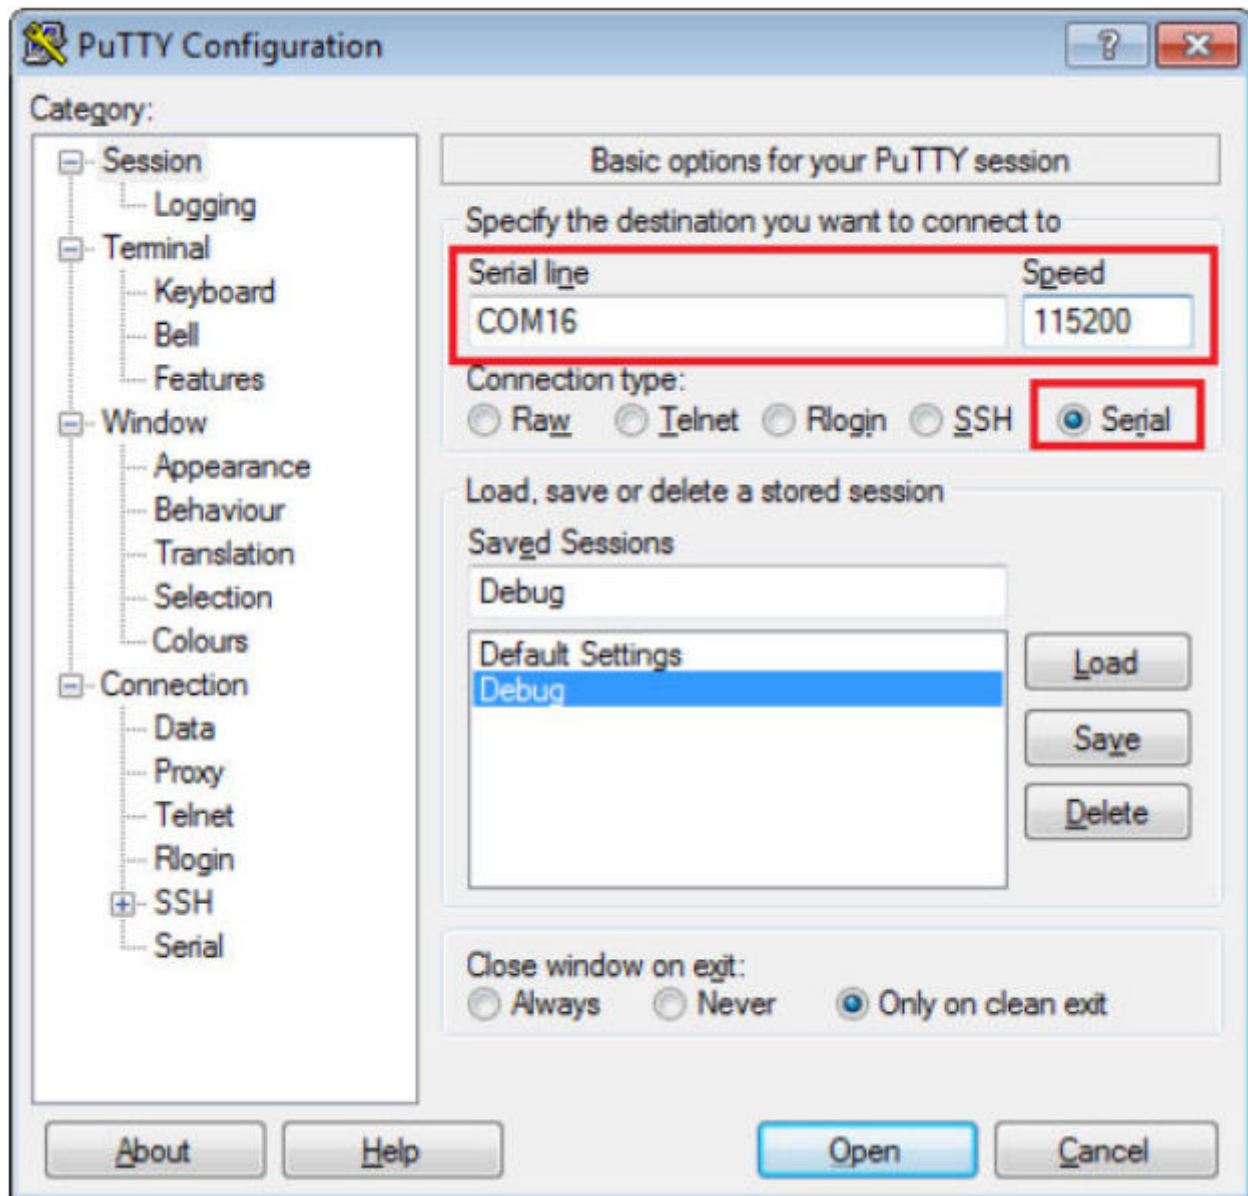 PuTTY Configuration
Category:
Session
Logging
Terminal
Keyboard
Bell
Features
Window
Appearance
Behaviour
Translation
Selection
Colours
Connection
Data
Proxy
Telnet
Rlogin
SSH
Serial
Basic options for your PuTTY session
Specify the destination you want to connect to
Serial line Speed
COM16 115200
Connection type:
Raw Telnet Rlogin SSH Serial
Load, save or delete a stored session
Saved Sessions
Debug
Default Settings
Debug
Load
Save
Delete
Close window on exit:
Always Never Only on clean exit
About Help Open Cancel